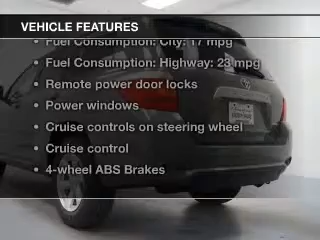 VEHICLE FEATURES
• Fuel Consumption: City: 17 mpg
• Fuel Consumption: Highway: 23 mpg
• Remote power door locks
• Power windows
• Cruise controls on steering wheel
• Cruise control
• 4-wheel ABS Brakes